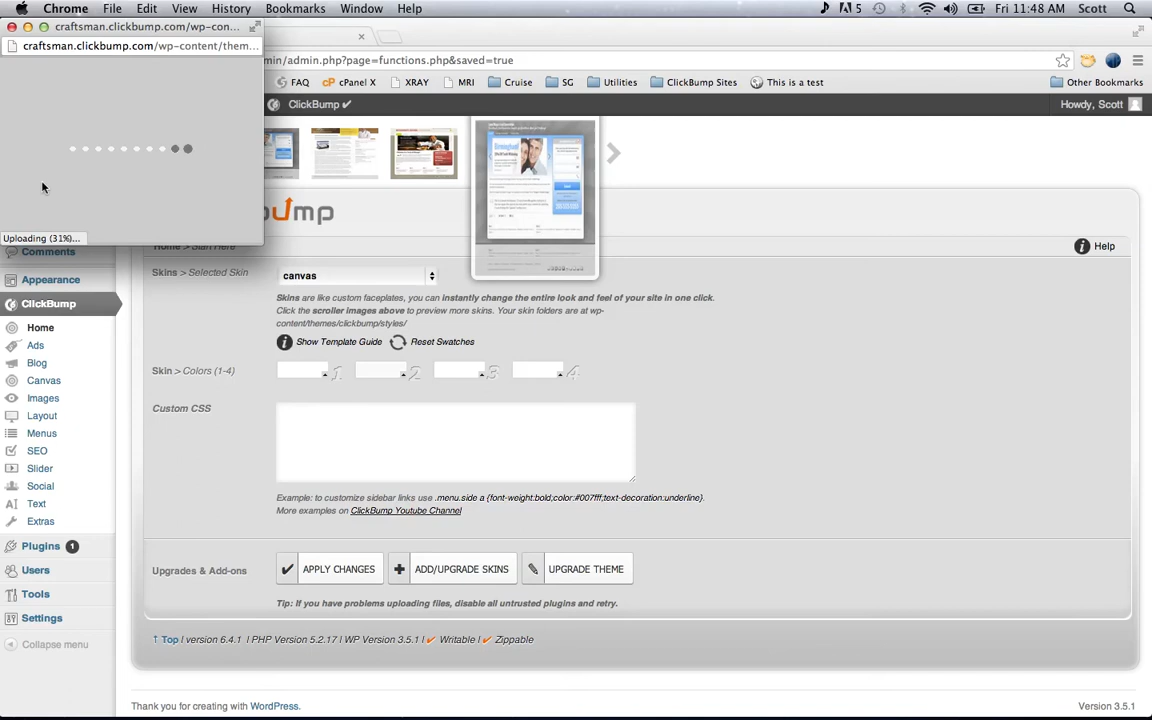 Chrome File Edit View History Bookmarks Window Help
5 Fri 11:48 AM Scott
craftsman.clickbump.com/wp-con...
craftsman.clickbump.com/wp-content/them...
min/admin.php?page=functions.php&saved=true
FAQ cPanel X XRAY MRI Cruise SG Utilities ClickBump Sites This is a test Other Bookmarks
ClickBump ✔ Howdy, Scott
Uploading (31%)...
bump
Home > Start Here
Help
Comments
Appearance
ClickBump
Home
Ads
Blog
Canvas
Images
Layout
Menus
SEO
Slider
Social
Text
Extras
Plugins 1
Users
Tools
Settings
Collapse menu
Skins > Selected Skin
canvas
Skins are like custom faceplates, you can instantly change the entire look and feel of your site in one click.
Click the scroller images above to preview more skins. Your skin folders are at wp-
content/themes/clickbump/styles/
Show Template Guide Reset Swatches
Skin > Colors (1-4)
1 2 3 4
Custom CSS
Example: to customize sidebar links use .menu.side a {font-weight:bold;color:#007fff;text-decoration:underline}.
More examples on ClickBump Youtube Channel
Upgrades & Add-ons
✔ APPLY CHANGES
ADD/UPGRADE SKINS
UPGRADE THEME
Tip: If you have problems uploading files, disable all untrusted plugins and retry.
↑ Top | version 6.4.1 | PHP Version 5.2.17 | WP Version 3.5.1 | ✔ Writable | ✔ Zippable
Thank you for creating with WordPress.
Version 3.5.1